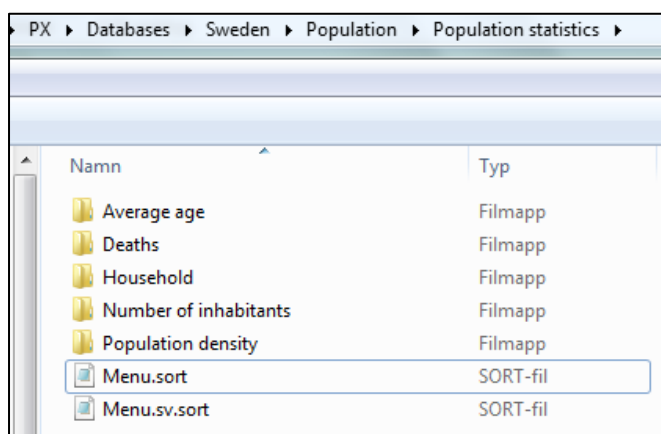 PX ▸ Databases ▸ Sweden ▸ Population ▸ Population statistics ▸
Namn Typ
Average age Filmapp
Deaths Filmapp
Household Filmapp
Number of inhabitants Filmapp
Population density Filmapp
Menu.sort SORT-fil
Menu.sv.sort SORT-fil